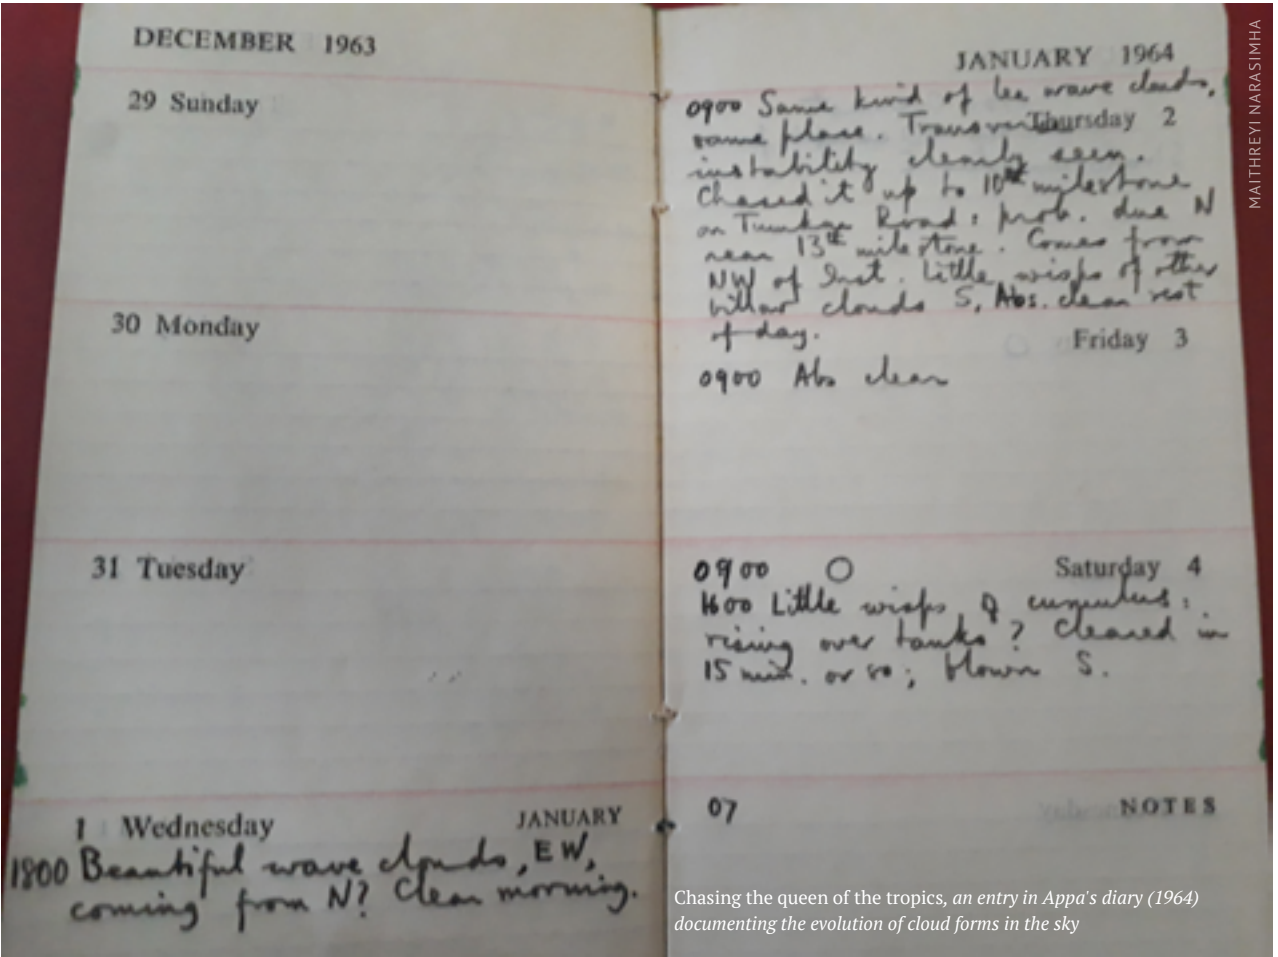 DECEMBER 1963
29 Sunday
30 Monday
31 Tuesday
1 Wednesday JANUARY
1800 Beautiful wave clouds, EW,
coming from N? Clear morning.
JANUARY 1964
0900 Same kind of lee wave clouds,
Thursday 2
same place. Transverse
instability clearly seen.
Chased it up to 10th milestone
on Tumkur Road: prob. due N
near 13th milestone. Comes from
NW of Inst. Little wisps of other
billow clouds S, Abs. clear rest
of day.
Friday 3
0900 Abs clear
Saturday 4
0900 O
1600 Little wisps of cumulus:
rising over tanks? Cleared in
15 min. or so; blown S.
07 NOTES
Chasing the queen of the tropics, an entry in Appa's diary (1964)
documenting the evolution of cloud forms in the sky
MAITHREYI NARASIMHA